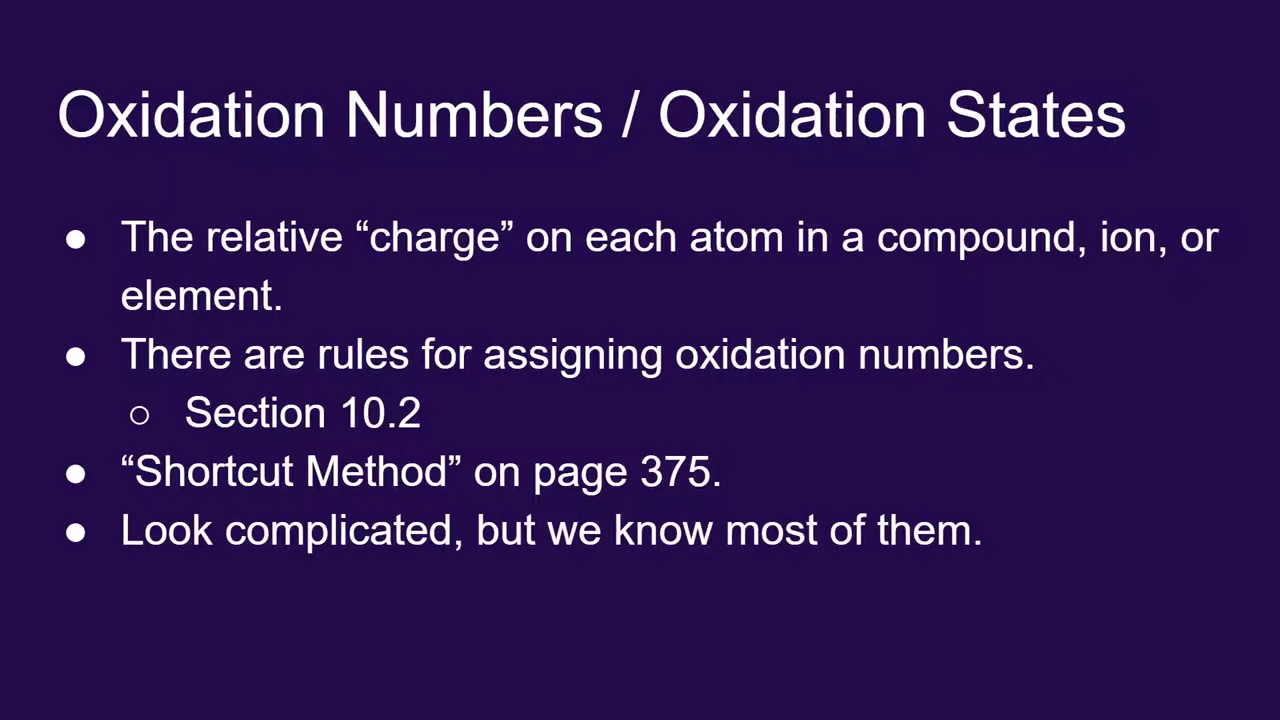 Oxidation Numbers / Oxidation States
● The relative “charge” on each atom in a compound, ion, or
element.
● There are rules for assigning oxidation numbers.
○ Section 10.2
● “Shortcut Method” on page 375.
● Look complicated, but we know most of them.